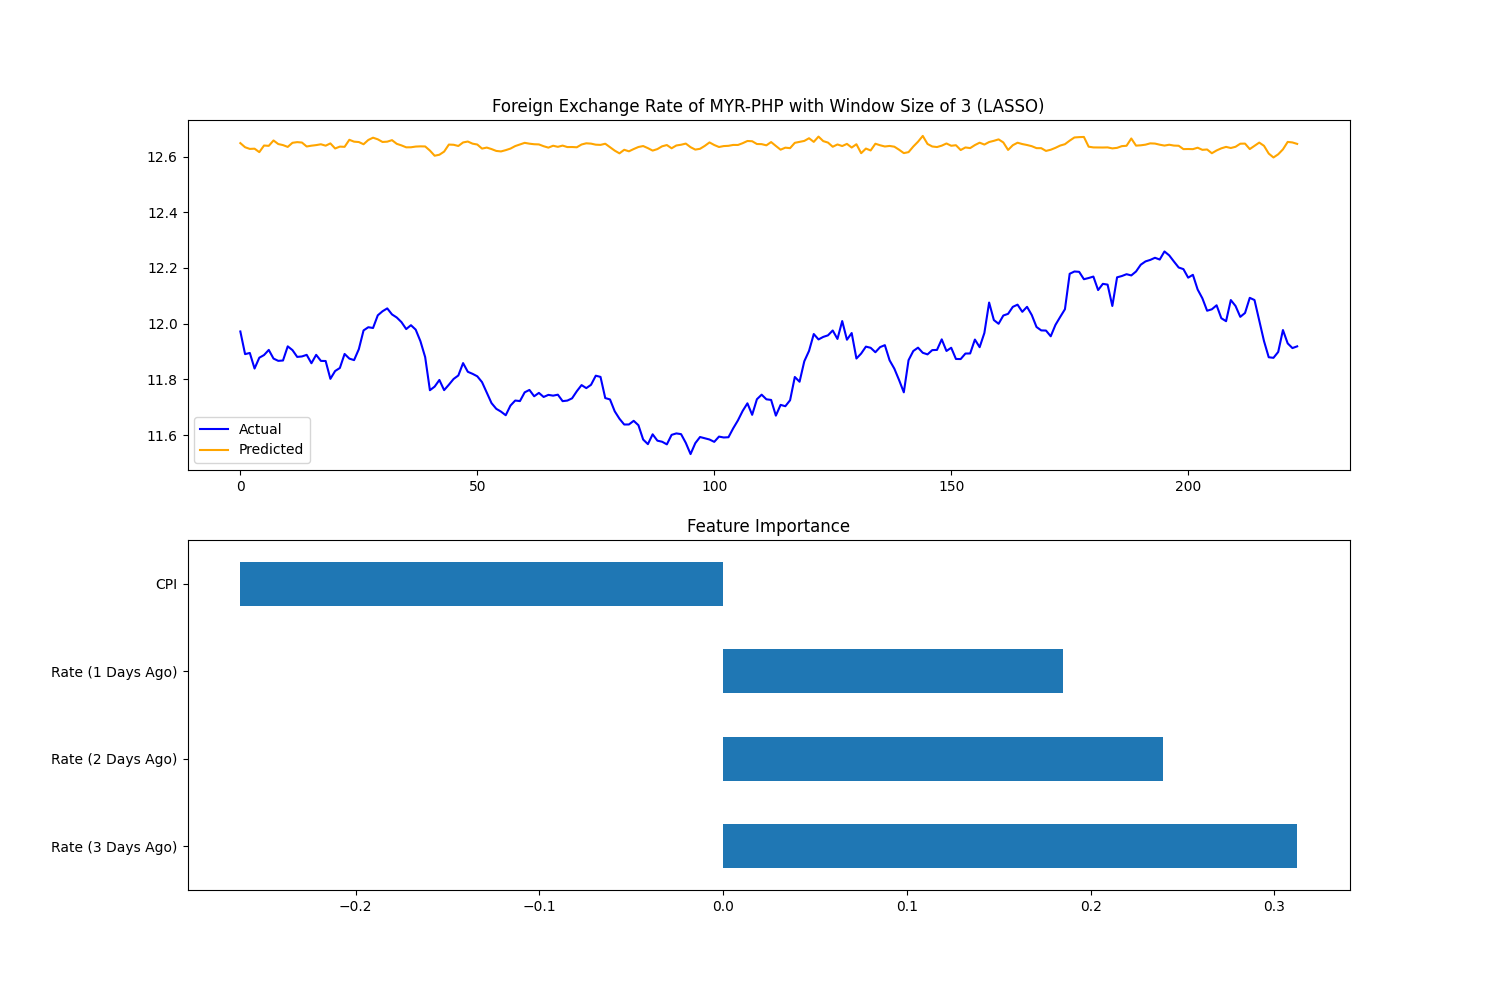 Foreign Exchange Rate of MYR-PHP with Window Size of 3 (LASSO)
12.6
12.4
12.2
12.0
11.8
11.6
Actual
Predicted
0 50 100 150 200
Feature Importance
CPI
Rate (1 Days Ago)
Rate (2 Days Ago)
Rate (3 Days Ago)
−0.2 −0.1 0.0 0.1 0.2 0.3